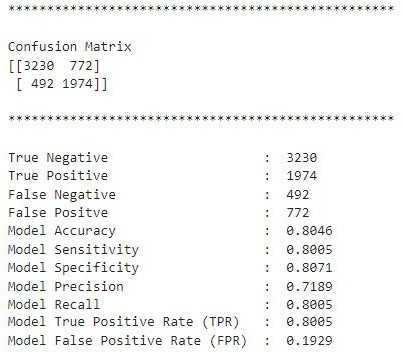 **************************************************
Confusion Matrix
[[3230  772]
 [ 492 1974]]
**************************************************
True Negative                    :  3230
True Positive                    :  1974
False Negative                   :  492
False Positve                    :  772
Model Accuracy                   :  0.8046
Model Sensitivity                :  0.8005
Model Specificity                :  0.8071
Model Precision                  :  0.7189
Model Recall                     :  0.8005
Model True Positive Rate (TPR)   :  0.8005
Model False Positive Rate (FPR)  :  0.1929